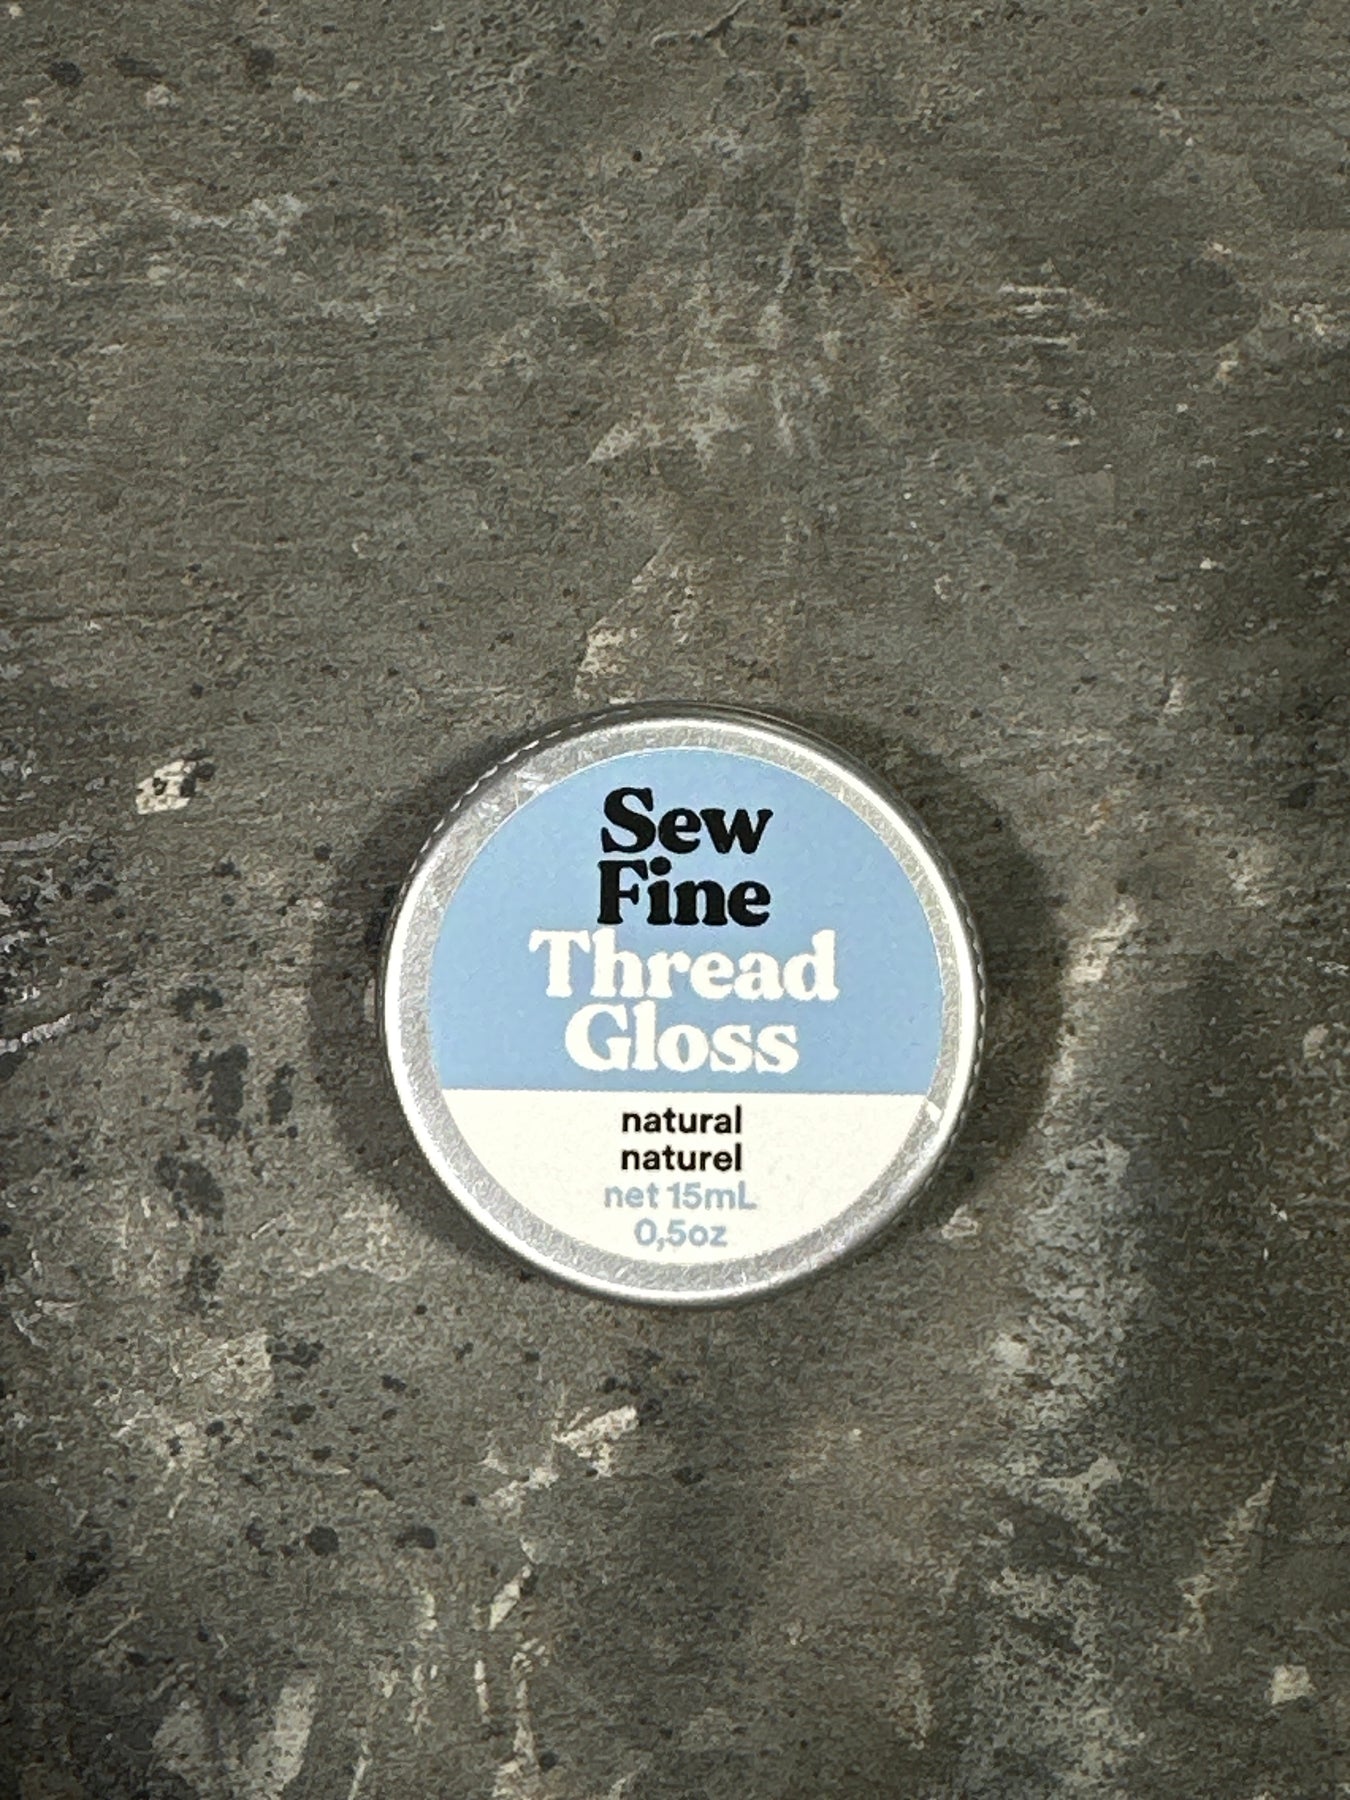 Sew
Fine
Thread
Gloss
natural
naturel
net 15mL
0,5oz